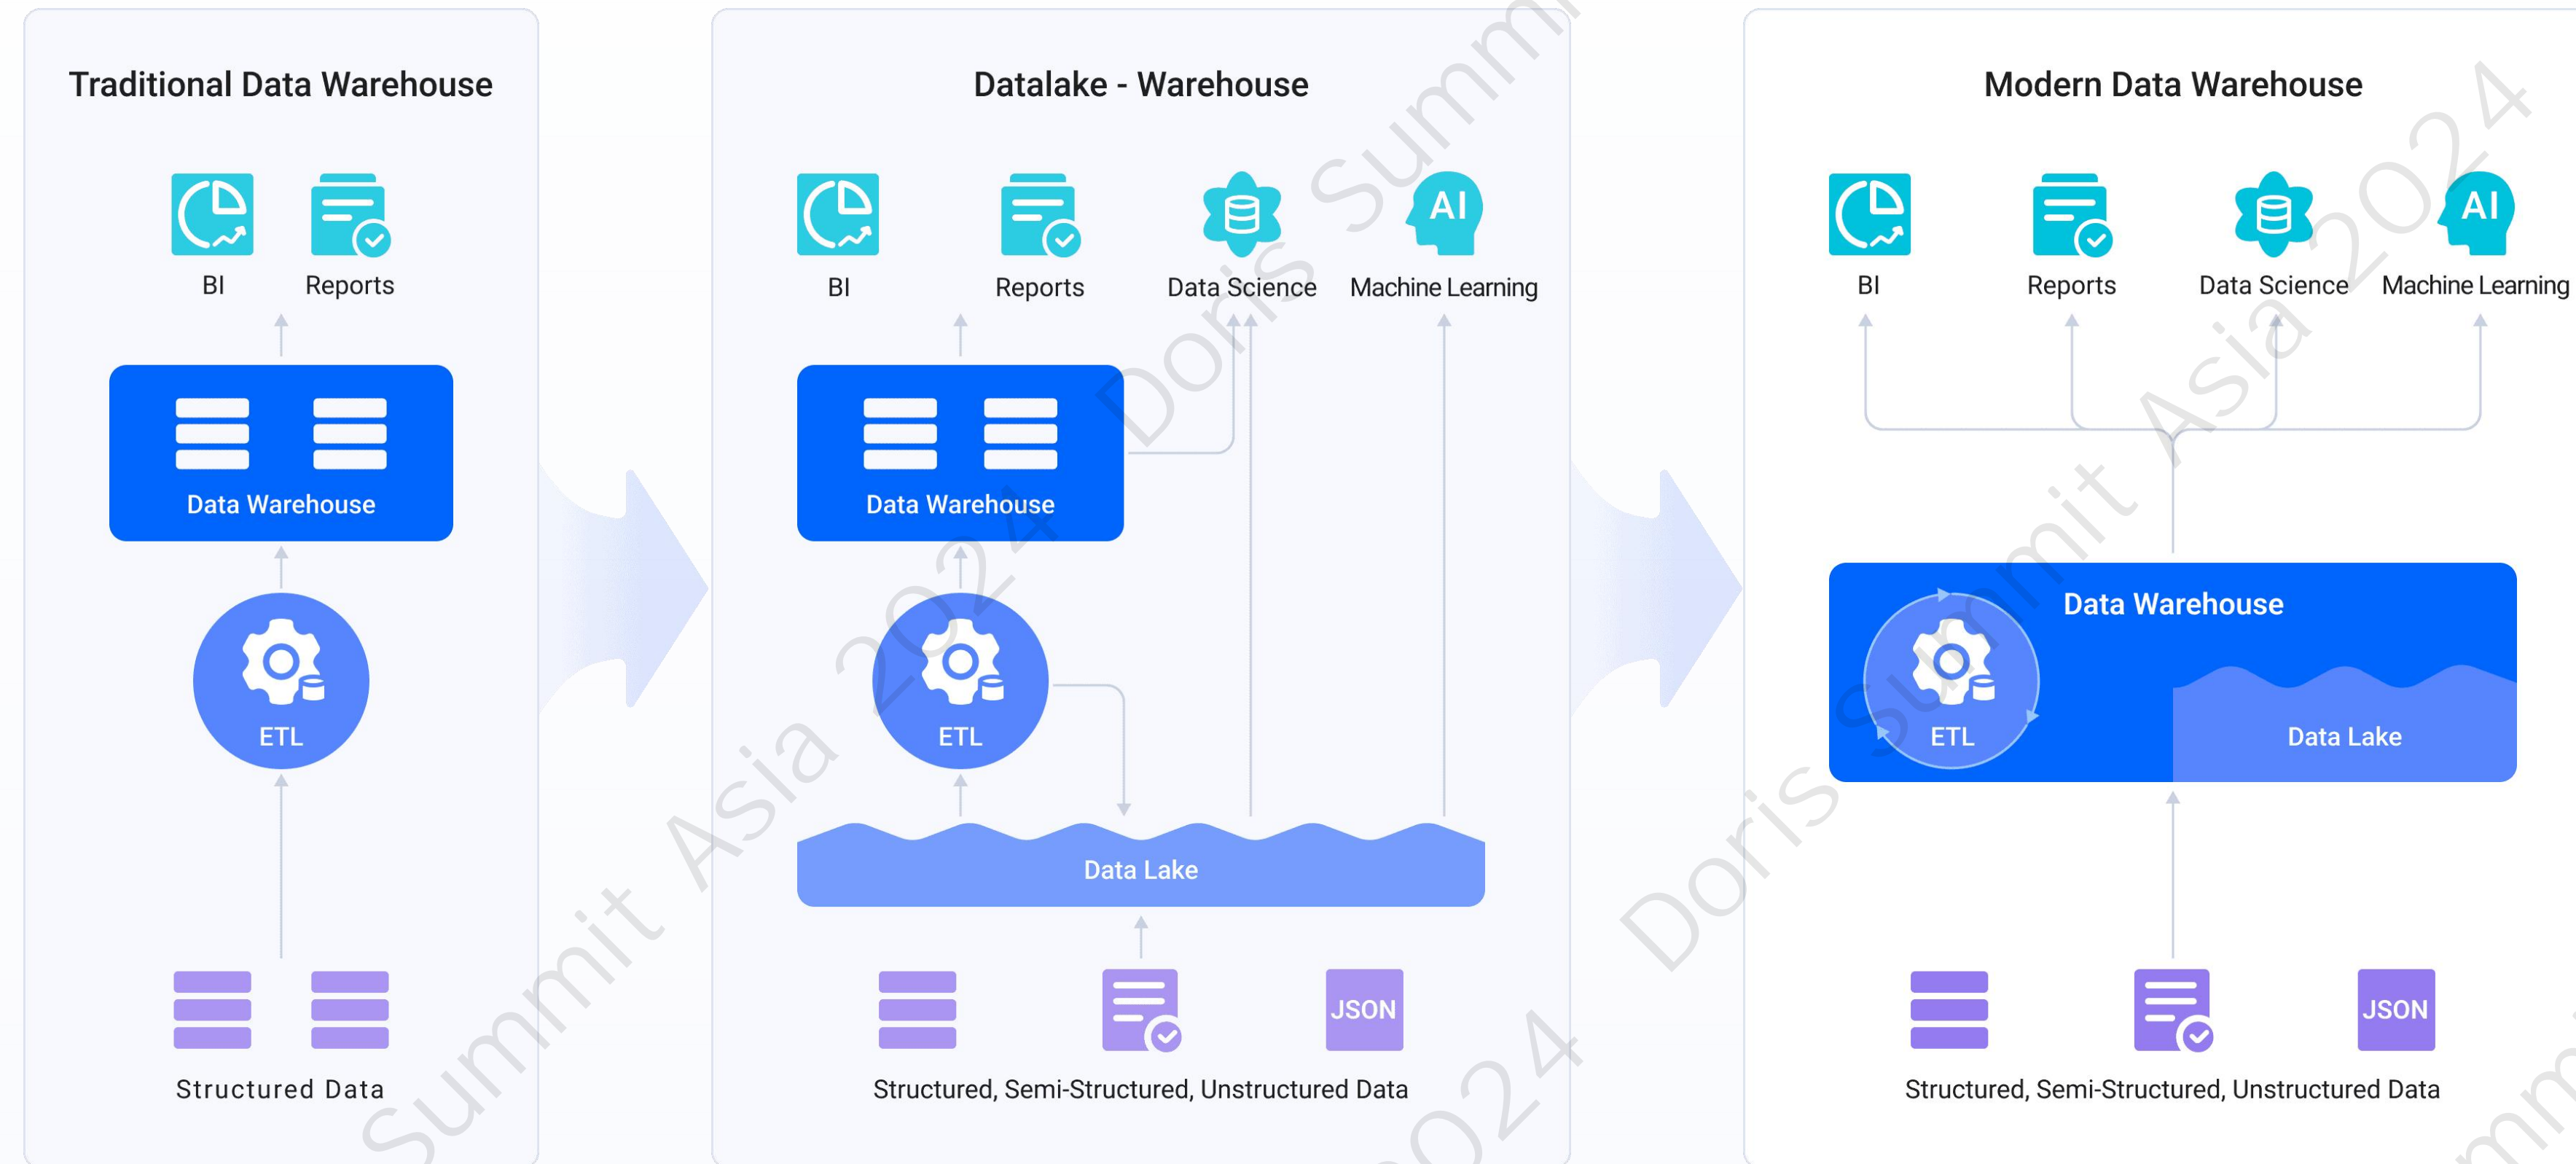 Traditional Data Warehouse
BI
Reports
Data Warehouse
ETL
Structured Data
Datalake - Warehouse
BI
Reports
Data Science
AI
Machine Learning
Data Warehouse
ETL
Data Lake
JSON
Structured, Semi-Structured, Unstructured Data
Modern Data Warehouse
BI
Reports
Data Science
AI
Machine Learning
Data Warehouse
ETL
Data Lake
JSON
Structured, Semi-Structured, Unstructured Data
Summit Asia 2024
Doris Summi
Doris Summit Asia 2024
2024